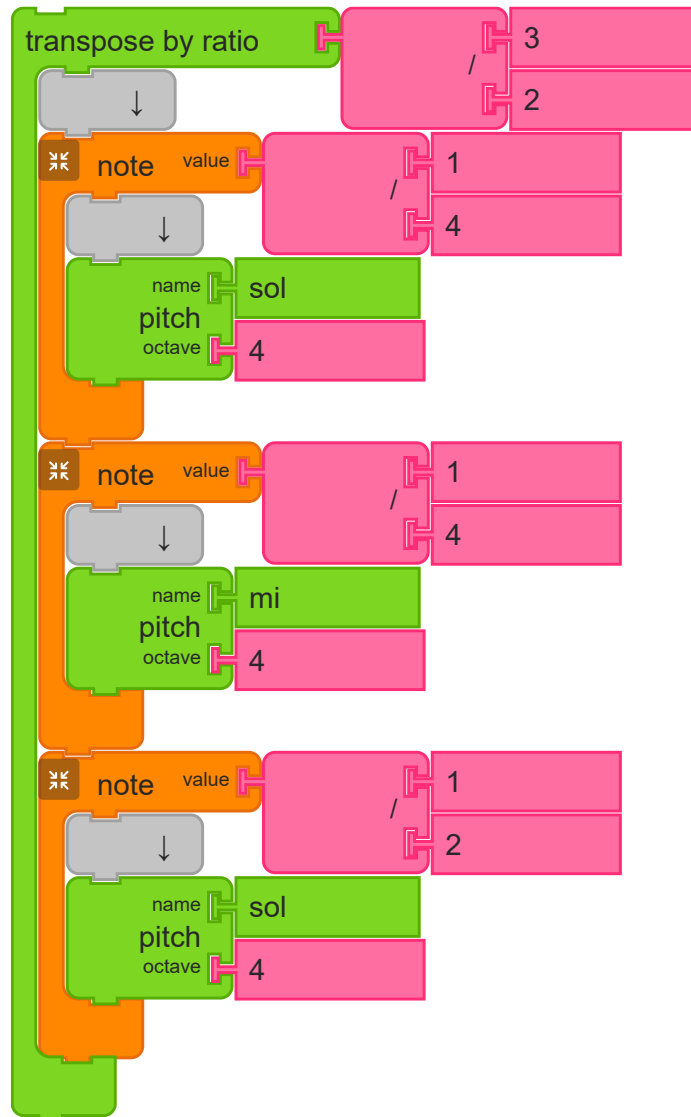 transpose by ratio / 3
2
↓
note value / 1
4
↓
name sol
pitch
octave 4
note value / 1
4
↓
name mi
pitch
octave 4
note value / 1
2
↓
name sol
pitch
octave 4